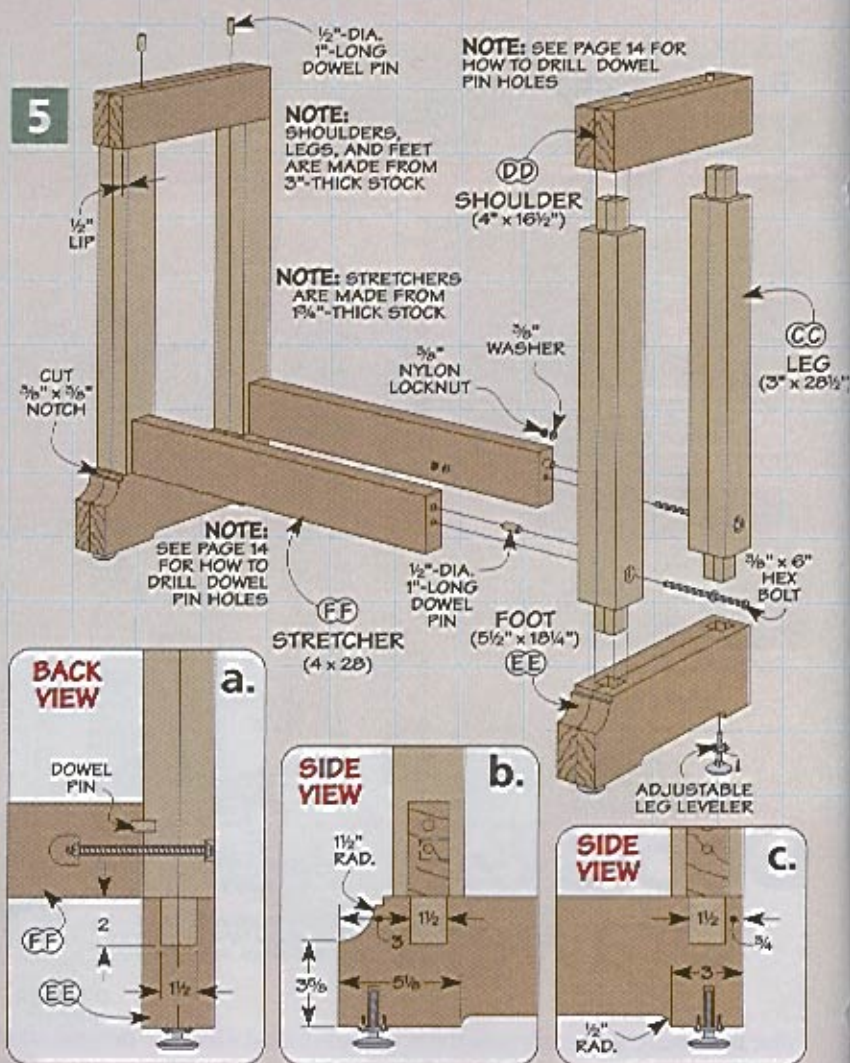 5
½"-DIA.
1"-LONG
DOWEL PIN
NOTE: SEE PAGE 14 FOR
HOW TO DRILL DOWEL
PIN HOLES
NOTE:
SHOULDERS,
LEGS, AND FEET
ARE MADE FROM
3"-THICK STOCK
DD
SHOULDER
(4" x 16½")
½"
LIP
NOTE: STRETCHERS
ARE MADE FROM
1¾"-THICK STOCK
⅜"
WASHER
⅜"
NYLON
LOCKNUT
CC
LEG
(3" x 28½")
CUT
⅜" x ⅜"
NOTCH
NOTE:
SEE PAGE 14
FOR HOW TO
DRILL DOWEL
PIN HOLES
½"-DIA.
1"-LONG
DOWEL
PIN
⅜" x 6"
HEX
BOLT
FF
STRETCHER
(4 x 28)
FOOT
(5½" x 18¼")
EE
ADJUSTABLE
LEG LEVELER
BACK
VIEW
a.
DOWEL
PIN
FF
2
EE
1½
SIDE
VIEW
b.
1½"
RAD.
3
1½
3⅝
5⅛
SIDE
VIEW
c.
1½
¾
3
½"
RAD.